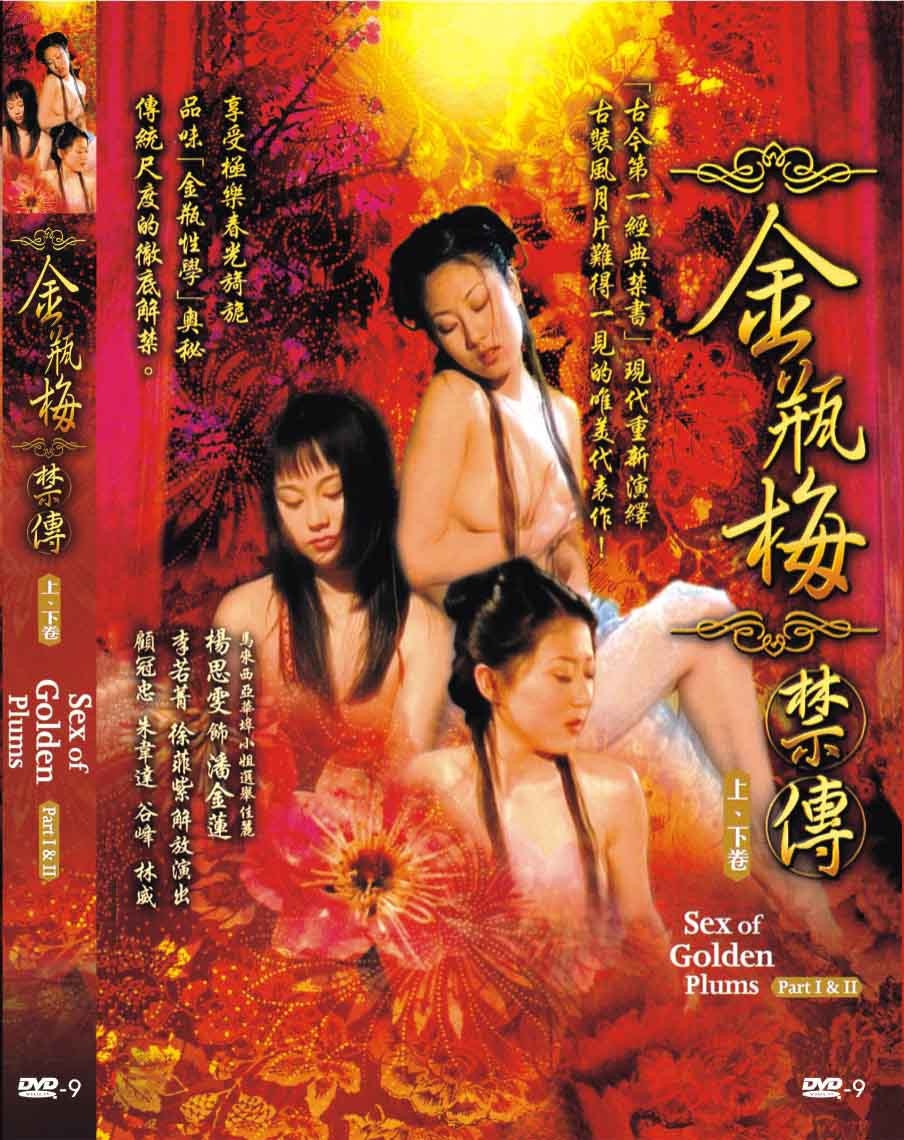 金瓶梅
禁傳
上、下卷
Sex of
Golden
Plums
Part I & II
DVD-9
「古今第一經典禁書」現代重新演繹
古裝風月片難得一見的唯美代表作！
享受極樂春光旖旎
品味「金瓶性學」奧秘
傳統尺度的徹底解禁。
馬來西亞華埠小姐選舉佳麗
楊思雯 飾 潘金蓮
李若菁 徐菲紫 解放演出
顧冠忠 朱韋達 谷峰 林威
金瓶梅
禁傳
上、下卷
Sex of
Golden
Plums
Part I & II
DVD-9